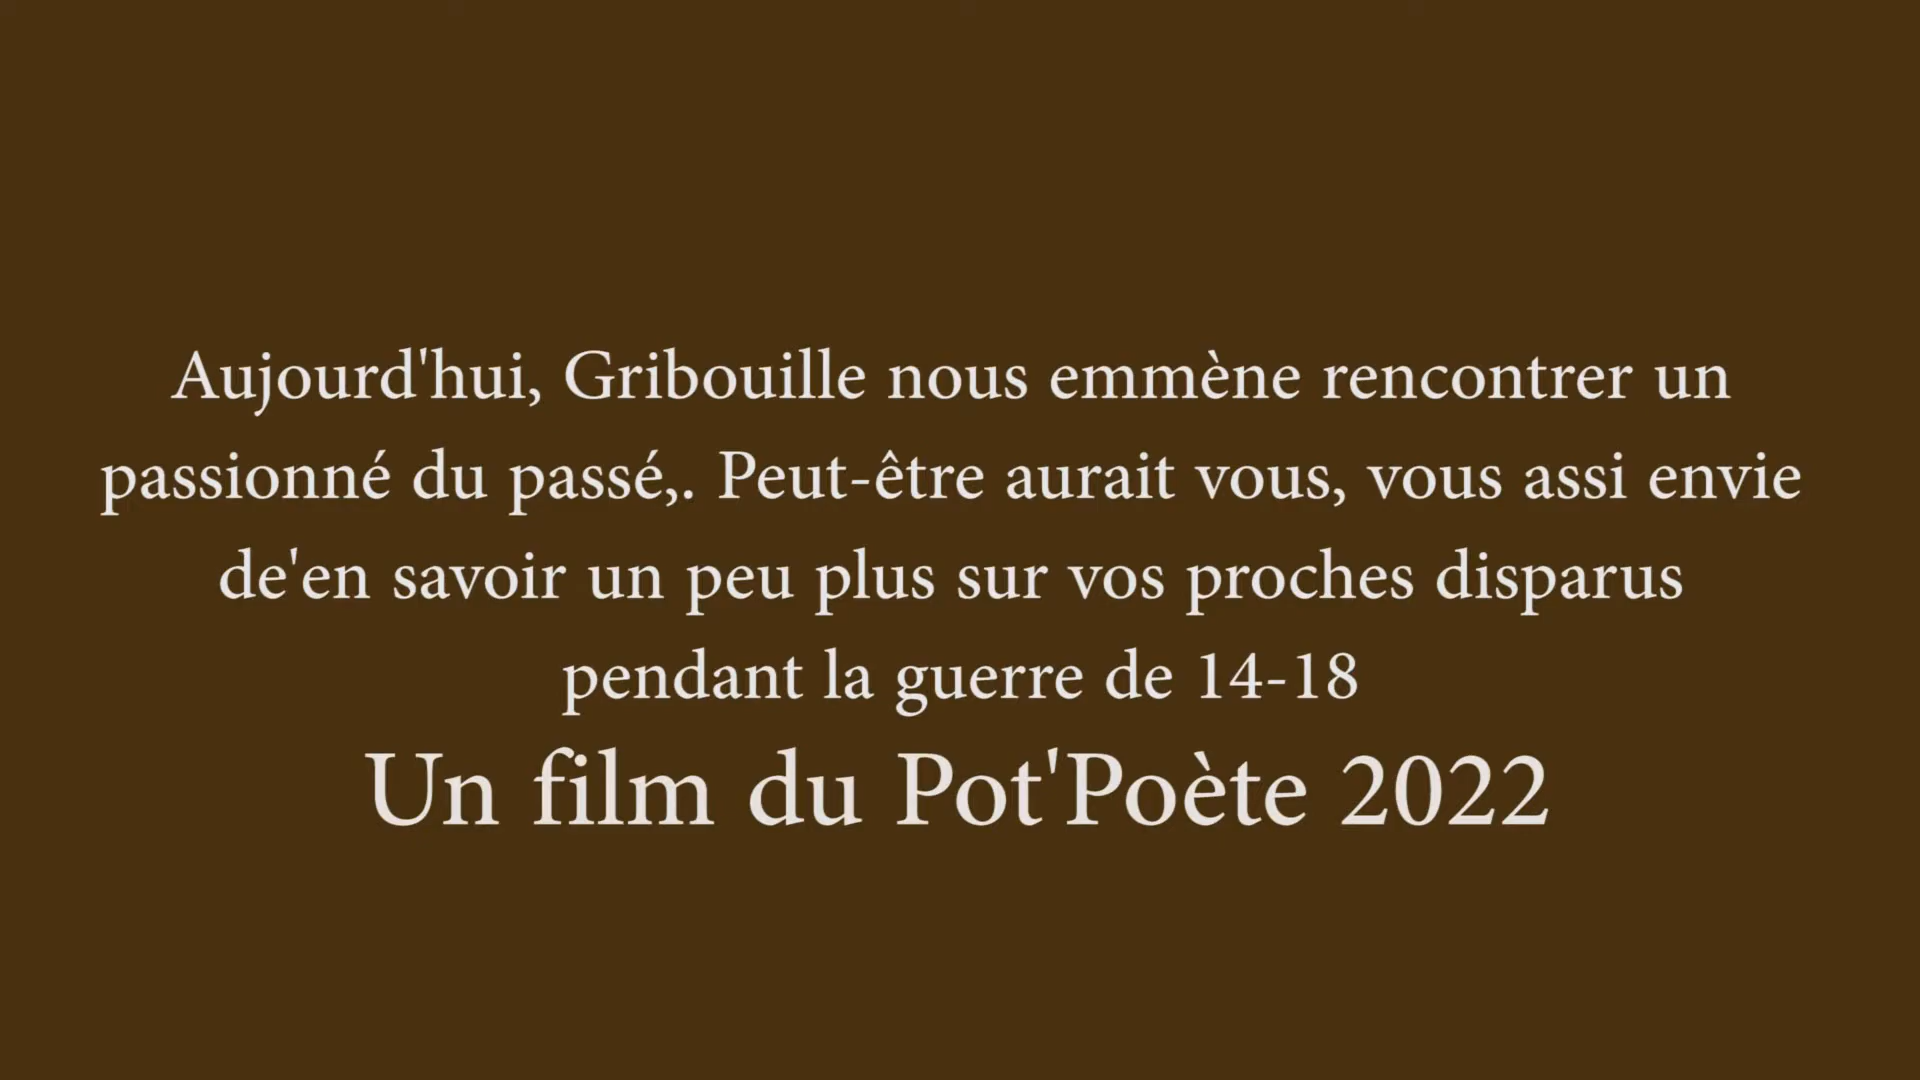 Aujourd'hui, Gribouille nous emmène rencontrer un
passionné du passé,. Peut-être aurait vous, vous assi envie
de'en savoir un peu plus sur vos proches disparus
pendant la guerre de 14-18
Un film du Pot'Poète 2022